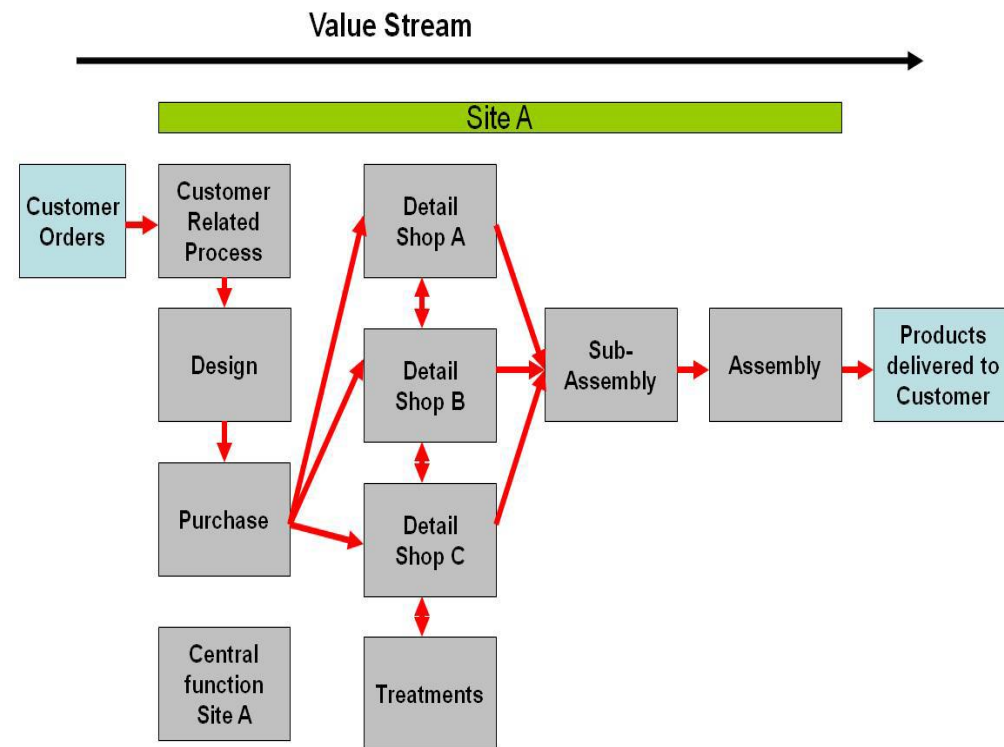 Value Stream
Site A
Customer
Orders
Customer
Related
Process
Detail
Shop A
Design
Detail
Shop B
Sub-
Assembly
Assembly
Products
delivered to
Customer
Purchase
Detail
Shop C
Central
function
Site A
Treatments